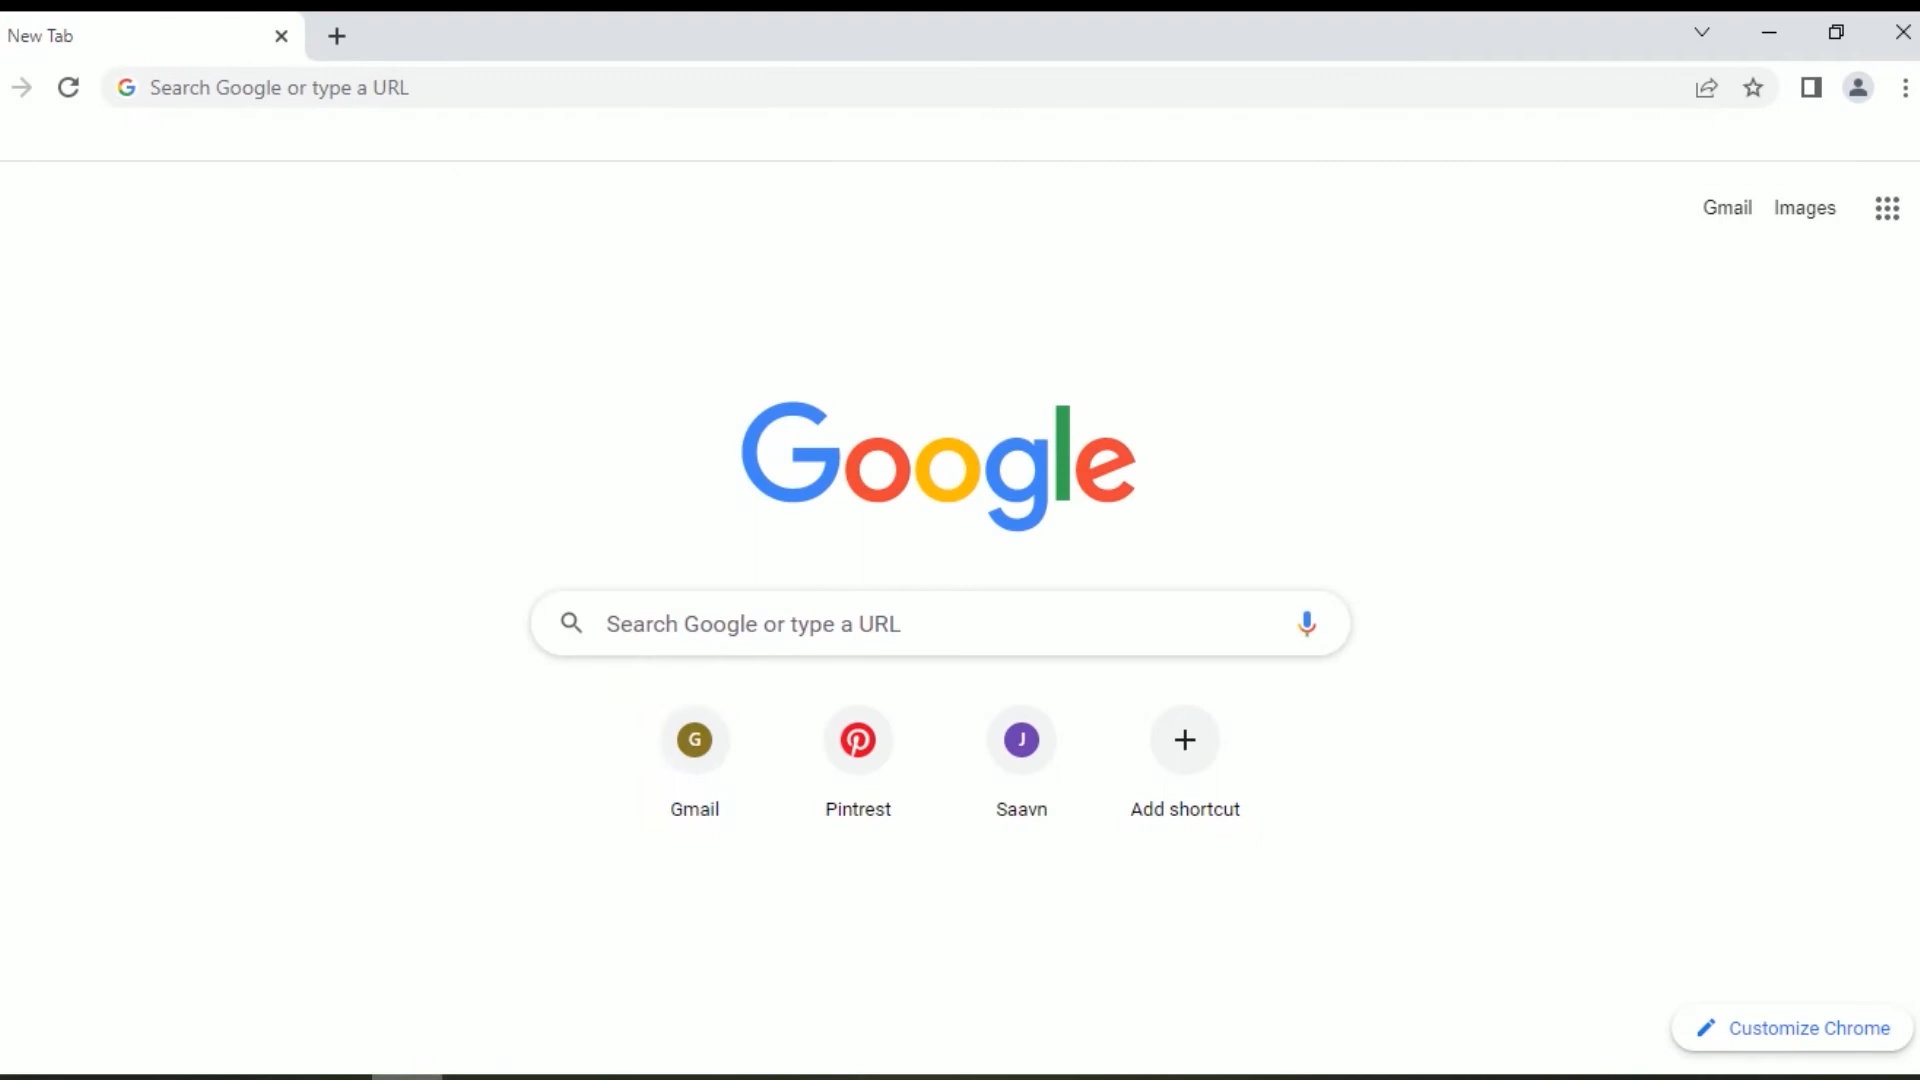 New Tab
Search Google or type a URL
Gmail Images
Google
Search Google or type a URL
G J
Gmail Pintrest Saavn Add shortcut
Customize Chrome